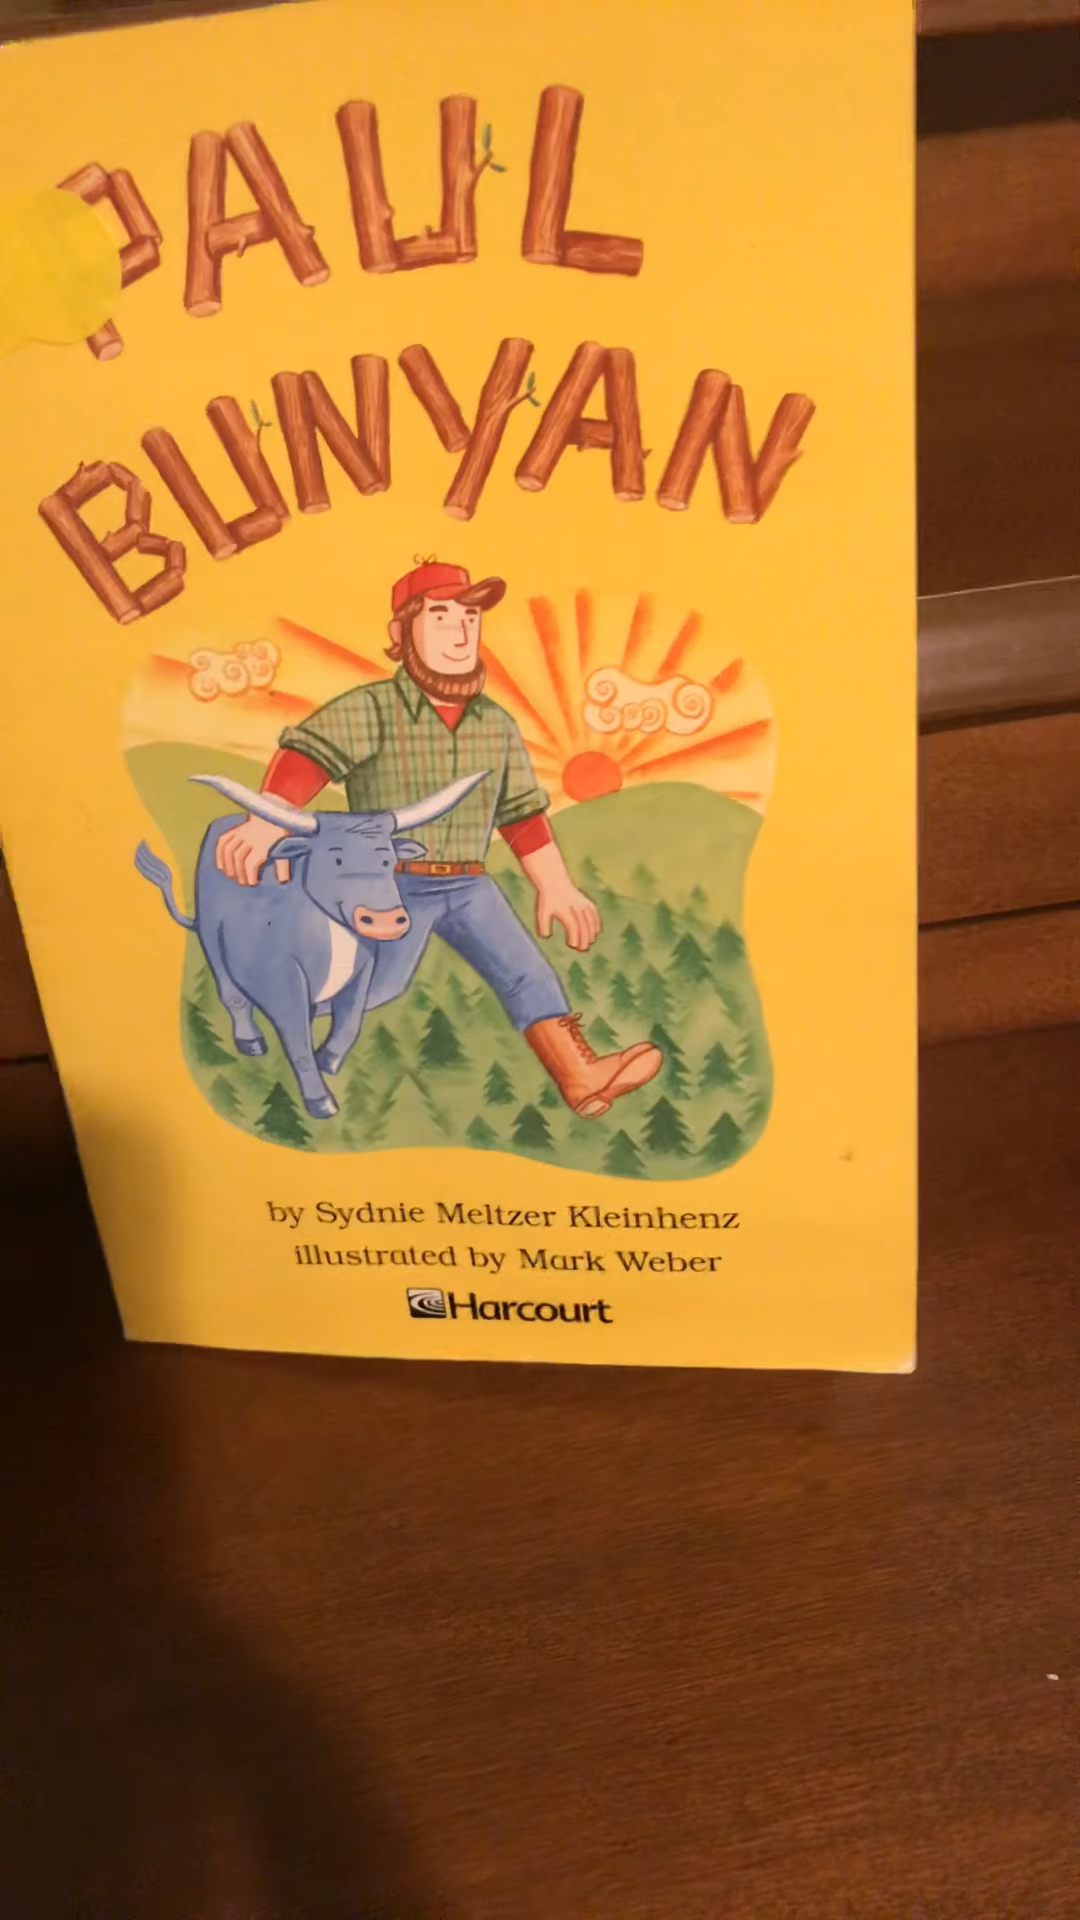 PAUL
BUNYAN
by Sydnie Meltzer Kleinhenz
illustrated by Mark Weber
Harcourt